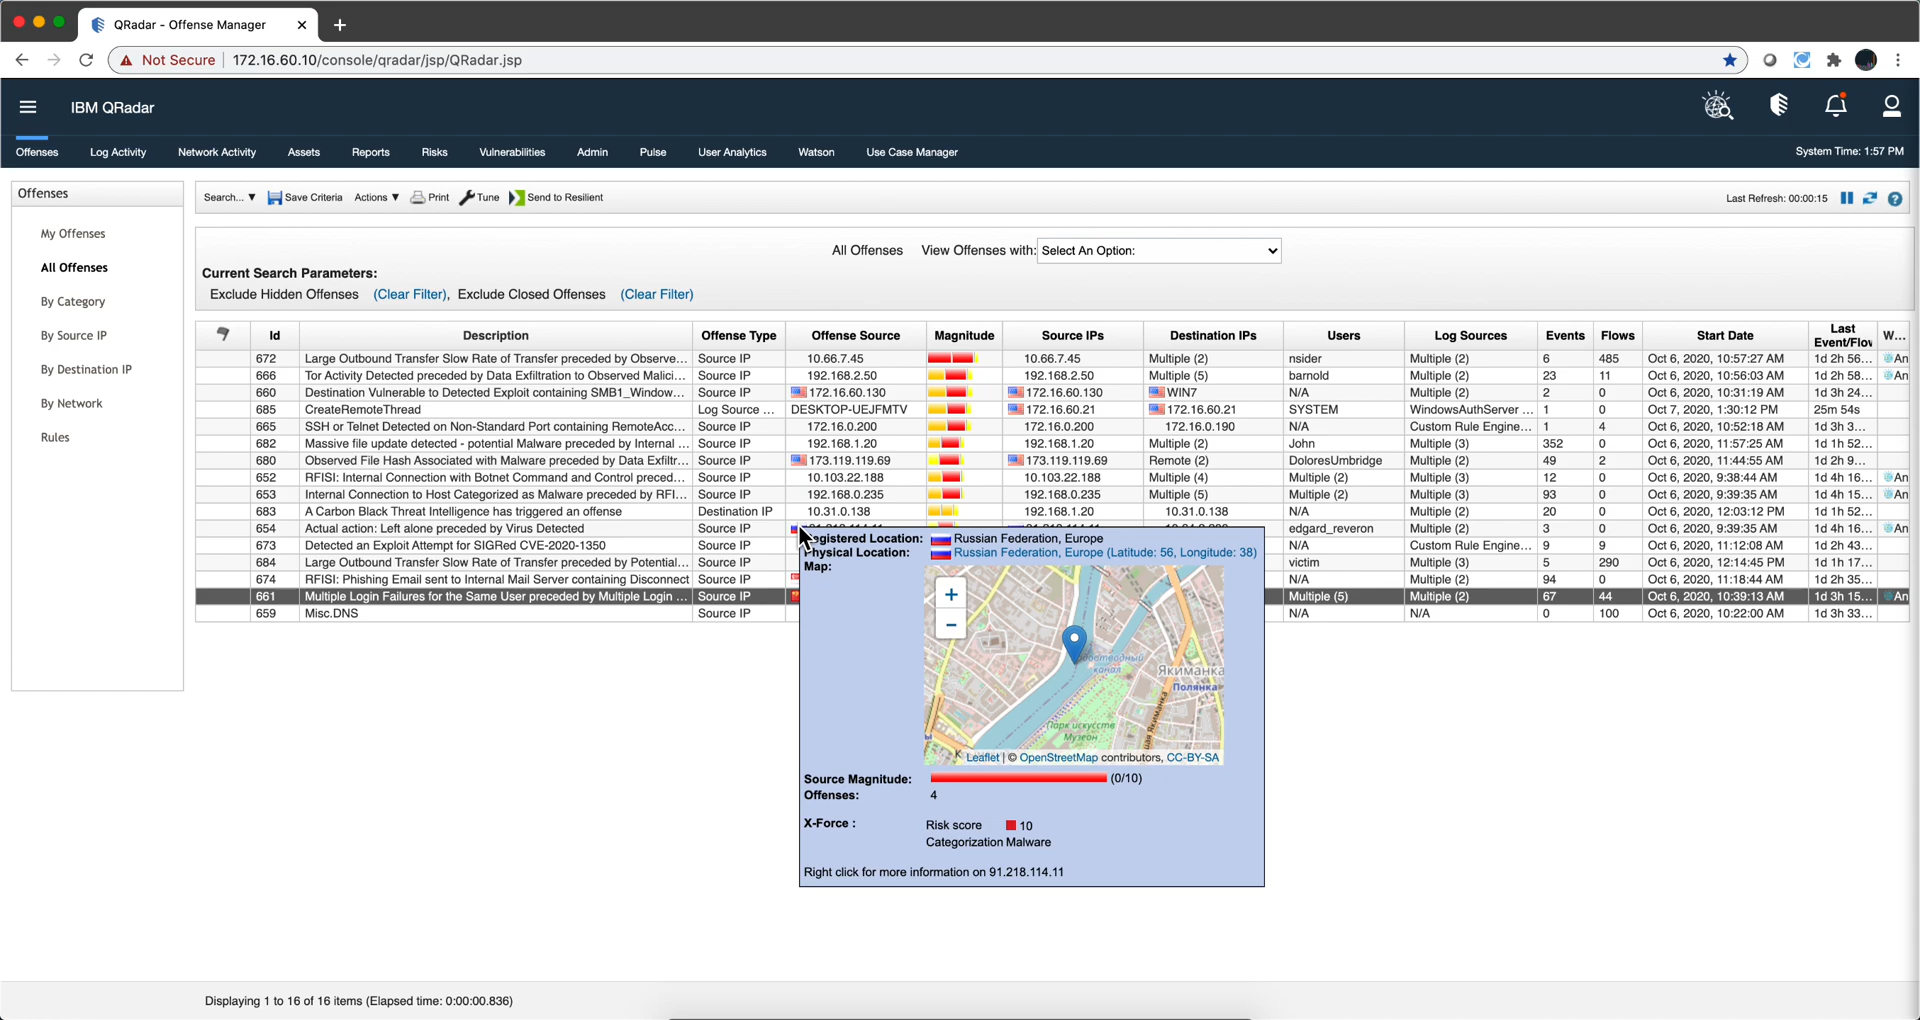 QRadar - Offense Manager
Not Secure 172.16.60.10/console/qradar/jsp/QRadar.jsp
IBM QRadar
Offenses Log Activity Network Activity Assets Reports Risks Vulnerabilities Admin Pulse User Analytics Watson Use Case Manager System Time: 1:57 PM
Offenses
My Offenses
All Offenses
By Category
By Source IP
By Destination IP
By Network
Rules
Search... Save Criteria Actions Print Tune Send to Resilient Last Refresh: 00:00:15
All Offenses View Offenses with: Select An Option:
Current Search Parameters:
Exclude Hidden Offenses (Clear Filter), Exclude Closed Offenses (Clear Filter)
Id Description Offense Type Offense Source Magnitude Source IPs Destination IPs Users Log Sources Events Flows Start Date Last Event/Flow W...
672 Large Outbound Transfer Slow Rate of Transfer preceded by Observe... Source IP 10.66.7.45 10.66.7.45 Multiple (2) nsider Multiple (2) 6 485 Oct 6, 2020, 10:57:27 AM 1d 2h 56... An
666 Tor Activity Detected preceded by Data Exfiltration to Observed Malici... Source IP 192.168.2.50 192.168.2.50 Multiple (5) barnold Multiple (2) 23 11 Oct 6, 2020, 10:56:03 AM 1d 2h 58... An
660 Destination Vulnerable to Detected Exploit containing SMB1_Window... Source IP 172.16.60.130 172.16.60.130 WIN7 N/A Multiple (2) 2 0 Oct 6, 2020, 10:31:19 AM 1d 3h 24...
685 CreateRemoteThread Log Source ... DESKTOP-UEJFMTV 172.16.60.21 172.16.60.21 SYSTEM WindowsAuthServer ... 1 0 Oct 7, 2020, 1:30:12 PM 25m 54s
665 SSH or Telnet Detected on Non-Standard Port containing RemoteAcc... Source IP 172.16.0.200 172.16.0.200 172.16.0.190 N/A Custom Rule Engine... 1 4 Oct 6, 2020, 10:52:18 AM 1d 3h 3...
682 Massive file update detected - potential Malware preceded by Internal ... Source IP 192.168.1.20 192.168.1.20 Multiple (2) John Multiple (3) 352 0 Oct 6, 2020, 11:57:25 AM 1d 1h 52...
680 Observed File Hash Associated with Malware preceded by Data Exfiltr... Source IP 173.119.119.69 173.119.119.69 Remote (2) DoloresUmbridge Multiple (2) 49 2 Oct 6, 2020, 11:44:55 AM 1d 2h 9...
652 RFISI: Internal Connection with Botnet Command and Control preced... Source IP 10.103.22.188 10.103.22.188 Multiple (4) Multiple (2) Multiple (2) 12 0 Oct 6, 2020, 9:38:44 AM 1d 4h 16... An
653 Internal Connection to Host Categorized as Malware preceded by RFI... Source IP 192.168.0.235 192.168.0.235 Multiple (5) Multiple (2) Multiple (3) 93 0 Oct 6, 2020, 9:39:35 AM 1d 4h 15... An
683 A Carbon Black Threat Intelligence has triggered an offense Destination IP 10.31.0.138 192.168.1.20 10.31.0.138 Multiple (2) Multiple (2) 20 0 Oct 6, 2020, 12:03:12 PM 1d 1h 52...
654 Actual action: Left alone preceded by Virus Detected Source IP edgard_reveron Multiple (2) 3 0 Oct 6, 2020, 9:39:35 AM 1d 4h 16... An
673 Detected an Exploit Attempt for SIGRed CVE-2020-1350 Source IP N/A Custom Rule Engine... 9 9 Oct 6, 2020, 11:12:08 AM 1d 2h 43...
684 Large Outbound Transfer Slow Rate of Transfer preceded by Potential... Source IP victim Multiple (3) 5 290 Oct 6, 2020, 12:14:45 PM 1d 1h 17...
674 RFISI: Phishing Email sent to Internal Mail Server containing Disconnect Source IP N/A Multiple (2) 94 0 Oct 6, 2020, 11:18:44 AM 1d 2h 35...
661 Multiple Login Failures for the Same User preceded by Multiple Login ... Source IP Multiple (5) Multiple (2) 67 44 Oct 6, 2020, 10:39:13 AM 1d 3h 15... An
659 Misc.DNS Source IP N/A N/A 0 100 Oct 6, 2020, 10:22:00 AM 1d 3h 33...
Registered Location: Russian Federation, Europe
Physical Location: Russian Federation, Europe (Latitude: 56, Longitude: 38)
Map:
+
−
канал
Якиманка
Полянка
Парк искусств
Музеон
Leaflet | © OpenStreetMap contributors, CC-BY-SA
Source Magnitude: (0/10)
Offenses: 4
X-Force : Risk score 10
Categorization Malware
Right click for more information on 91.218.114.11
Displaying 1 to 16 of 16 items (Elapsed time: 0:00:00.836)